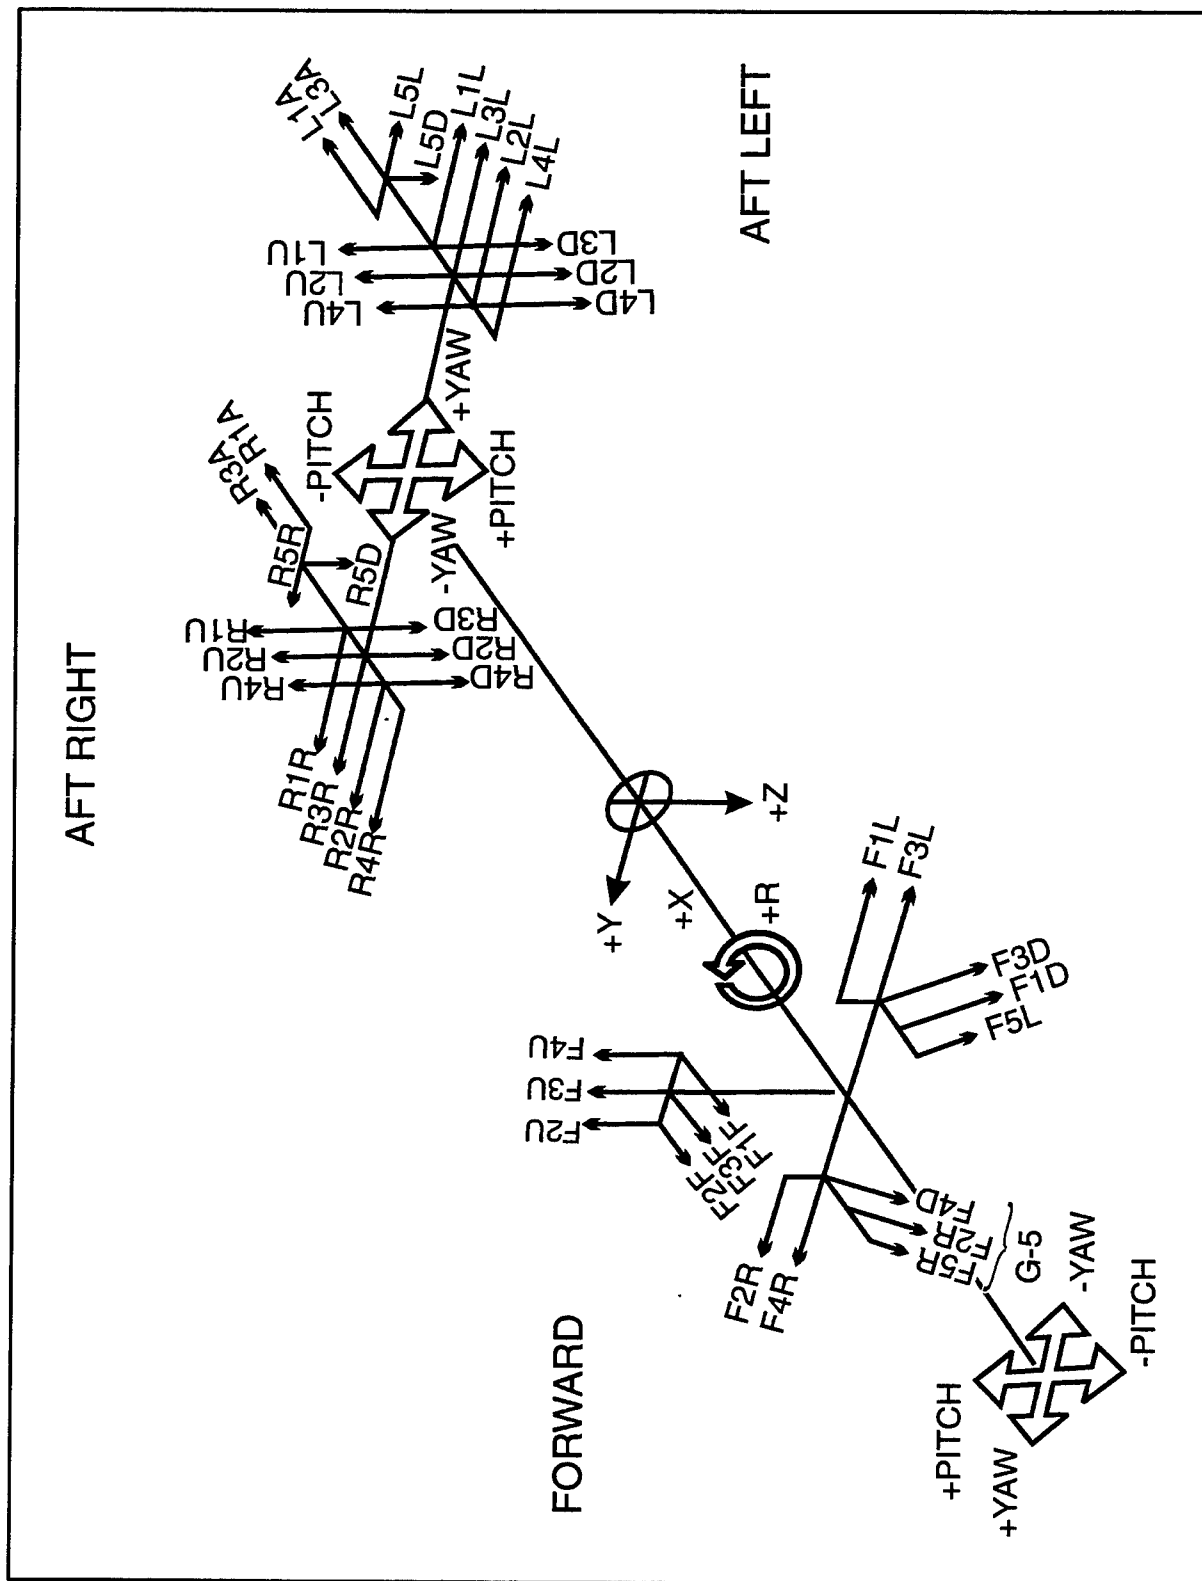 AFT RIGHT
AFT LEFT
FORWARD
L1A
L3A
L5L
L5D
L1L
L3L
L2L
L4L
L1U
L2U
L4U
L3D
L2D
L4D
-PITCH
+YAW
+PITCH
-YAW
R3A
R1A
R5R
R5D
R1U
R2U
R4U
R3D
R2D
R4D
R1R
R3R
R2R
R4R
+Y
+Z
+X
+R
F1L
F3L
F3D
F1D
F5L
F4U
F3U
F2U
F2F
F3F
F1F
F2R
F4R
F4D
F2R
F5R
G-5
+PITCH
+YAW
-YAW
-PITCH